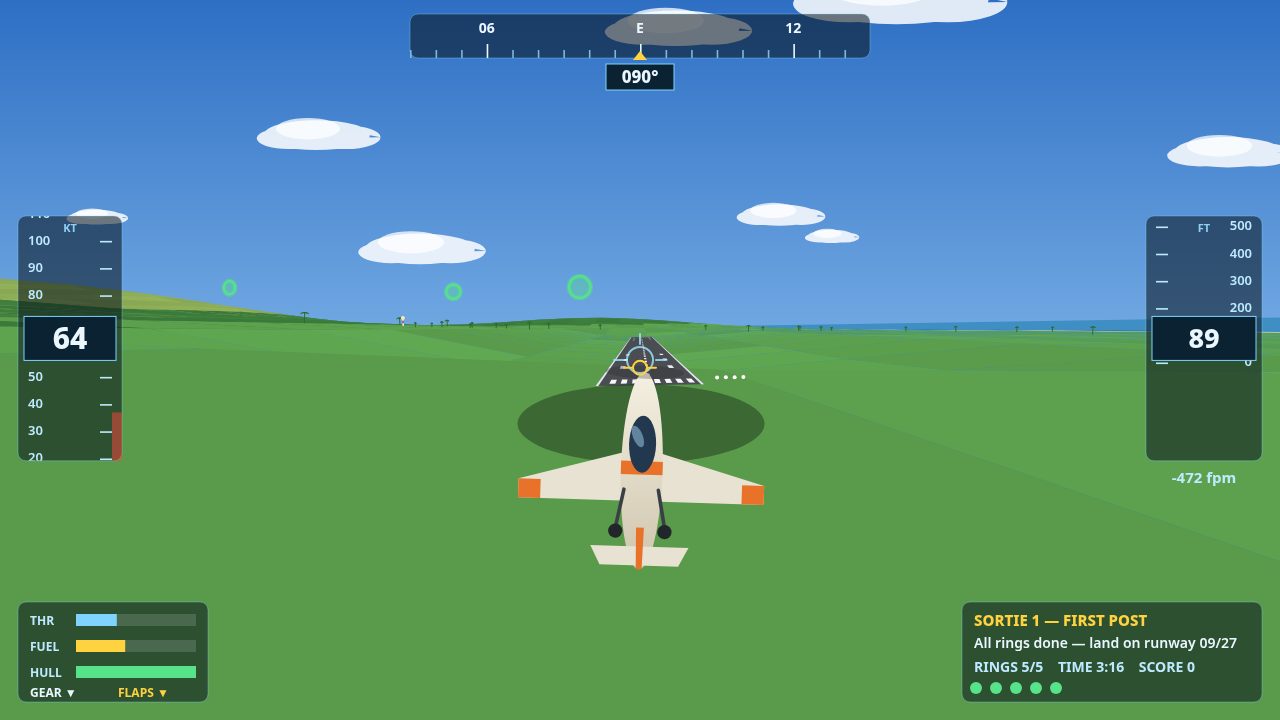 06 E 12
090°
KT
100
90
80
64
50
40
30
20
FT
500
400
300
200
89
0
-472 fpm
THR
FUEL
HULL
GEAR ▼ FLAPS ▼
SORTIE 1 — FIRST POST
All rings done — land on runway 09/27
RINGS 5/5 TIME 3:16 SCORE 0